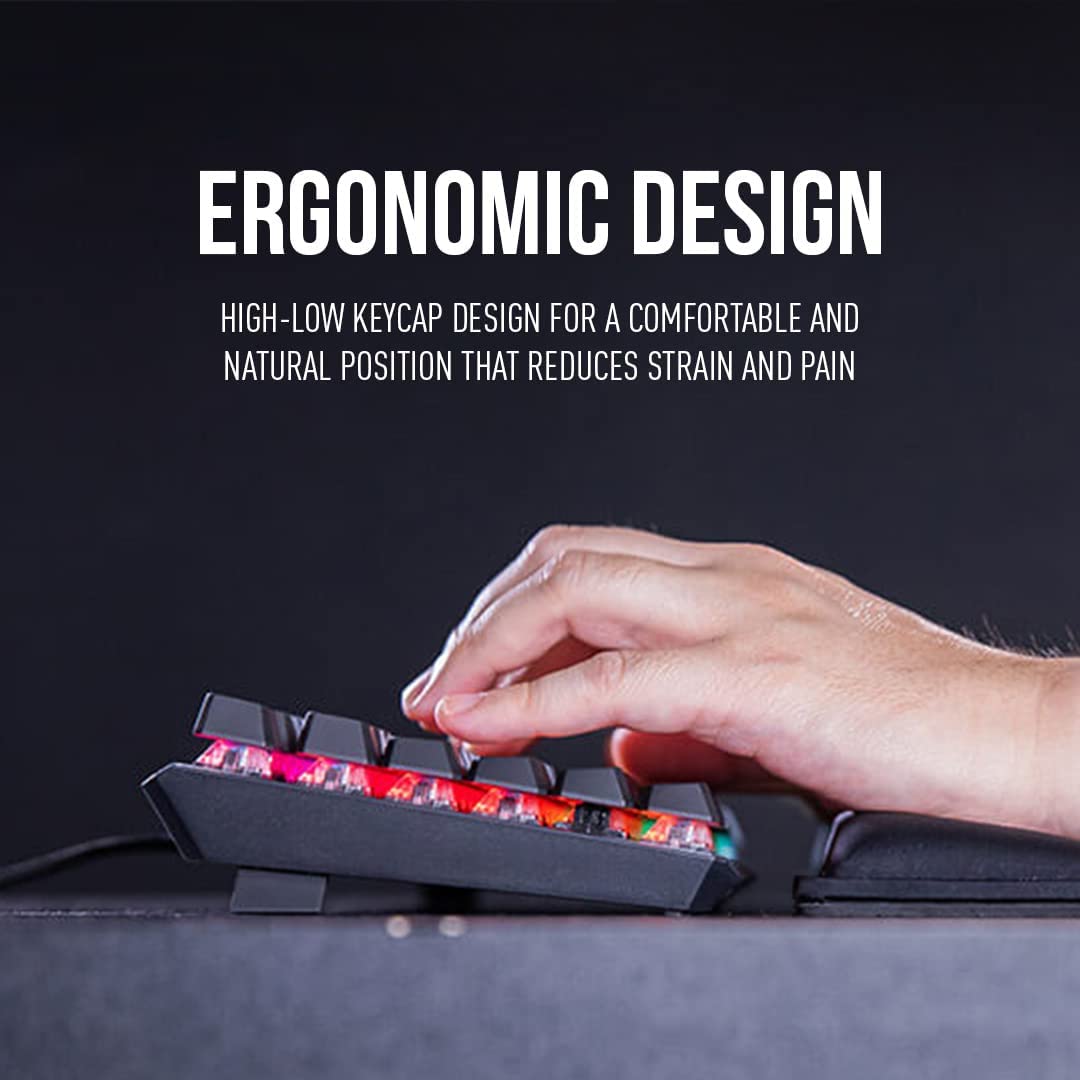 ERGONOMIC DESIGN
HIGH-LOW KEYCAP DESIGN FOR A COMFORTABLE AND
NATURAL POSITION THAT REDUCES STRAIN AND PAIN